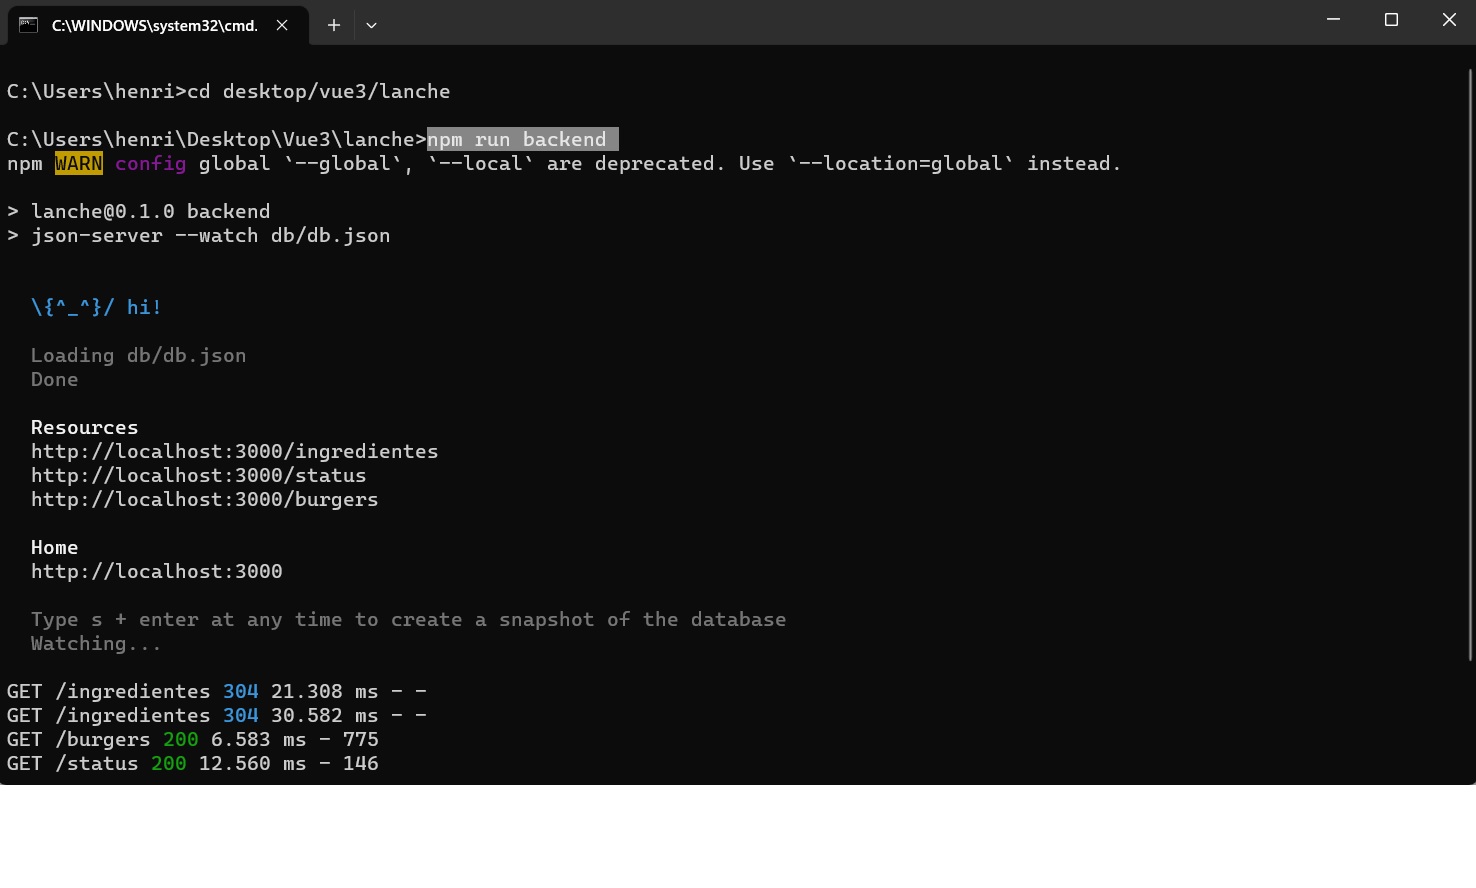 C:\WINDOWS\system32\cmd.
C:\Users\henri>cd desktop/vue3/lanche
C:\Users\henri\Desktop\Vue3\lanche>npm run backend
npm WARN config global `--global`, `--local` are deprecated. Use `--location=global` instead.
> lanche@0.1.0 backend
> json-server --watch db/db.json
\{^_^}/ hi!
Loading db/db.json
Done
Resources
http://localhost:3000/ingredientes
http://localhost:3000/status
http://localhost:3000/burgers
Home
http://localhost:3000
Type s + enter at any time to create a snapshot of the database
Watching...
GET /ingredientes 304 21.308 ms - -
GET /ingredientes 304 30.582 ms - -
GET /burgers 200 6.583 ms - 775
GET /status 200 12.560 ms - 146